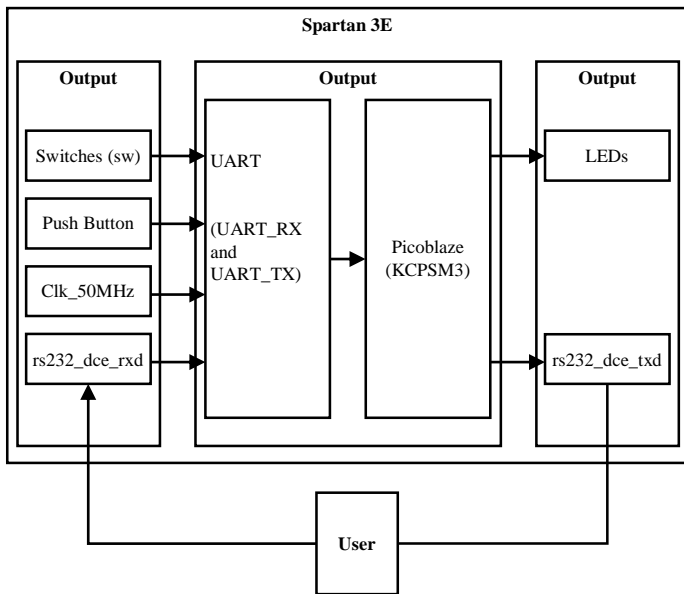 Spartan 3E
Output
Switches (sw)
Push Button
Clk_50MHz
rs232_dce_rxd
Output
UART
(UART_RX
and
UART_TX)
Picoblaze
(KCPSM3)
Output
LEDs
rs232_dce_txd
User